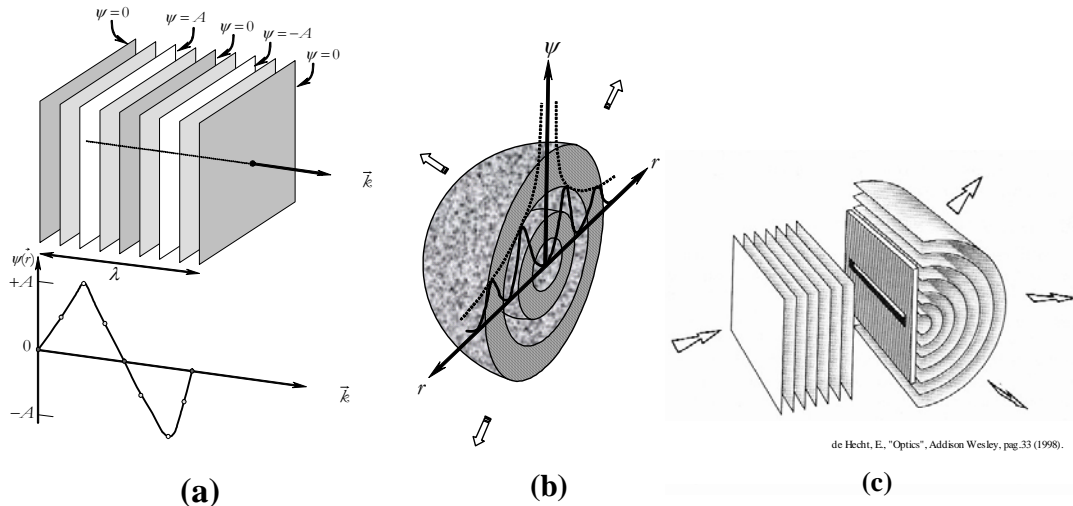 ψ=0
ψ=A
ψ=0
ψ=-A
ψ=0
k⃗
λ
ψ(r⃗)
+A
0
-A
k⃗
(a)
ψ
r
r
(b)
de Hecht, E., "Optics", Addison Wesley, pag.33 (1998).
(c)